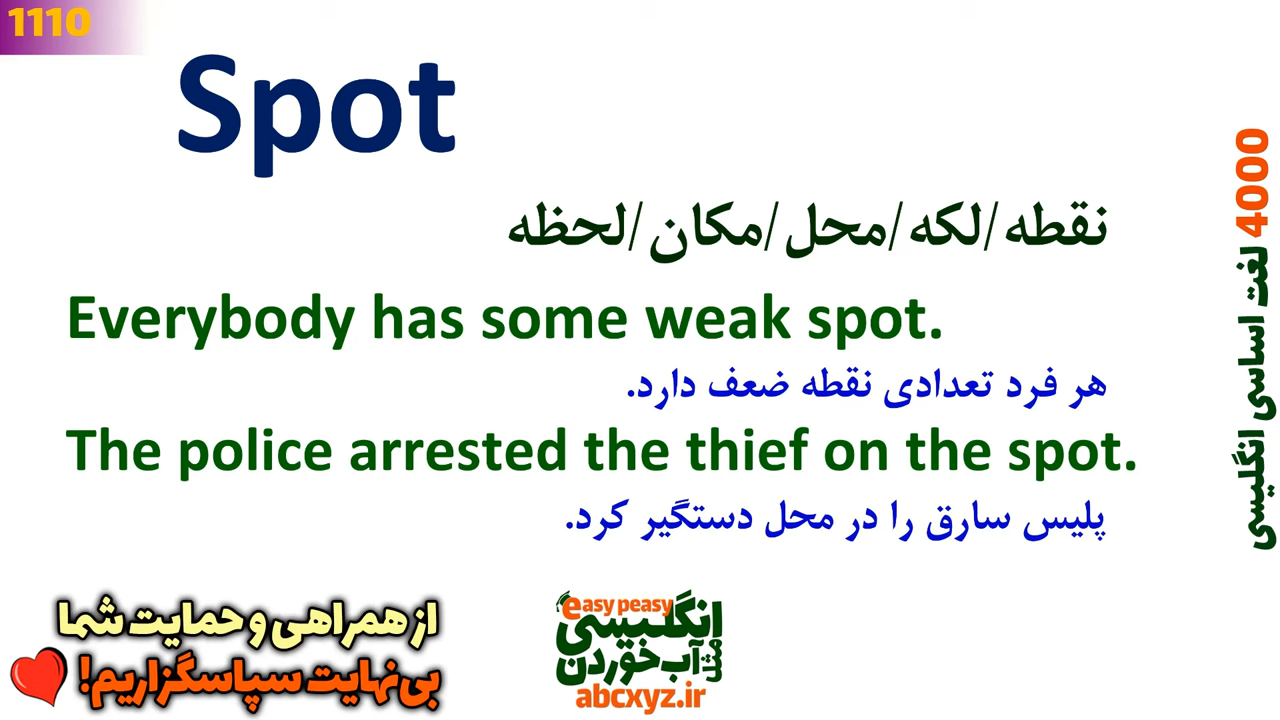 1110
Spot
نقطه/لکه/محل/مکان/لحظه
Everybody has some weak spot.
هر فرد تعدادی نقطه ضعف دارد.
The police arrested the thief on the spot.
پلیس سارق را در محل دستگیر کرد.
4000 لغت اساسی انگلیسی
از همراهی و حمایت شما
بی‌نهایت سپاسگزاریم!
easy peasy
انگلیسی
مثل آب خوردن
abcxyz.ir